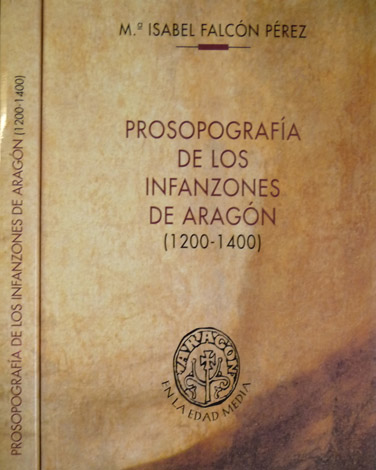 M.ª ISABEL FALCÓN PÉREZ
PROSOPOGRAFÍA
DE LOS
INFANZONES
DE ARAGÓN
(1200-1400)
ARAGON
EN LA EDAD MEDIA
PROSOPOGRAFÍA DE LOS INFANZONES DE ARAGÓN (1200-1400)